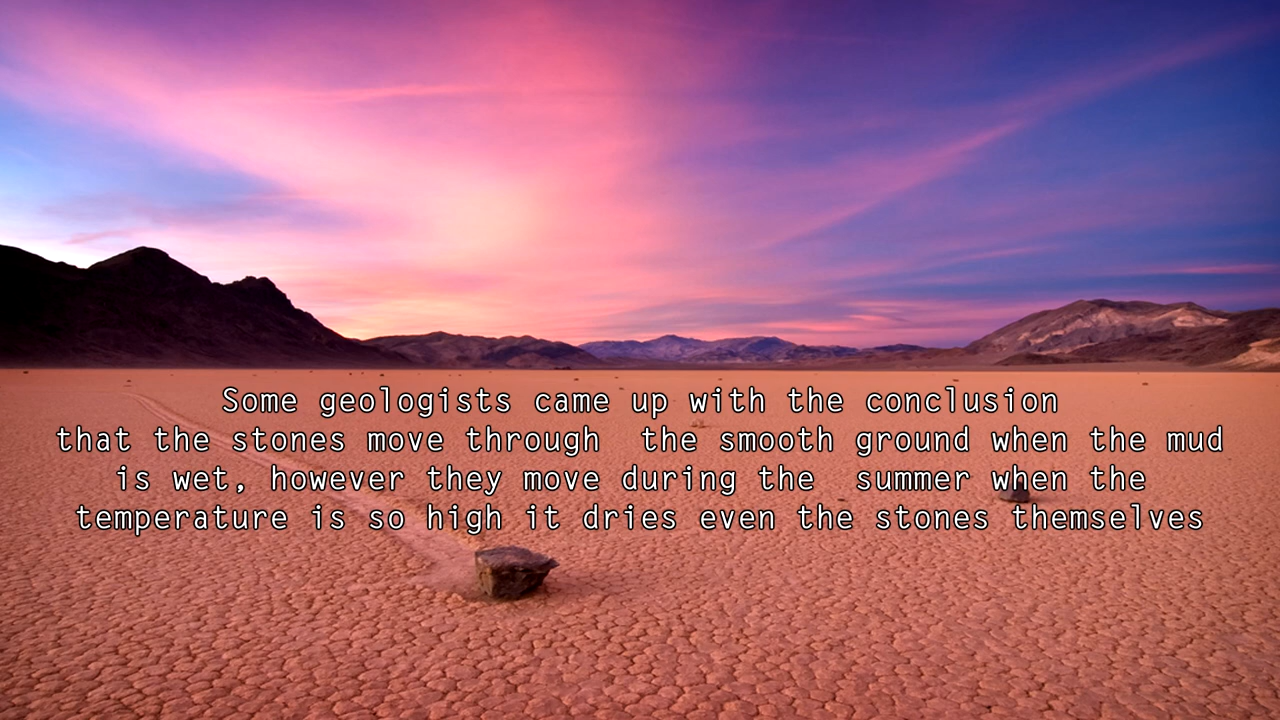 Some geologists came up with the conclusion
that the stones move through  the smooth ground when the mud
is wet, however they move during the  summer when the
temperature is so high it dries even the stones themselves